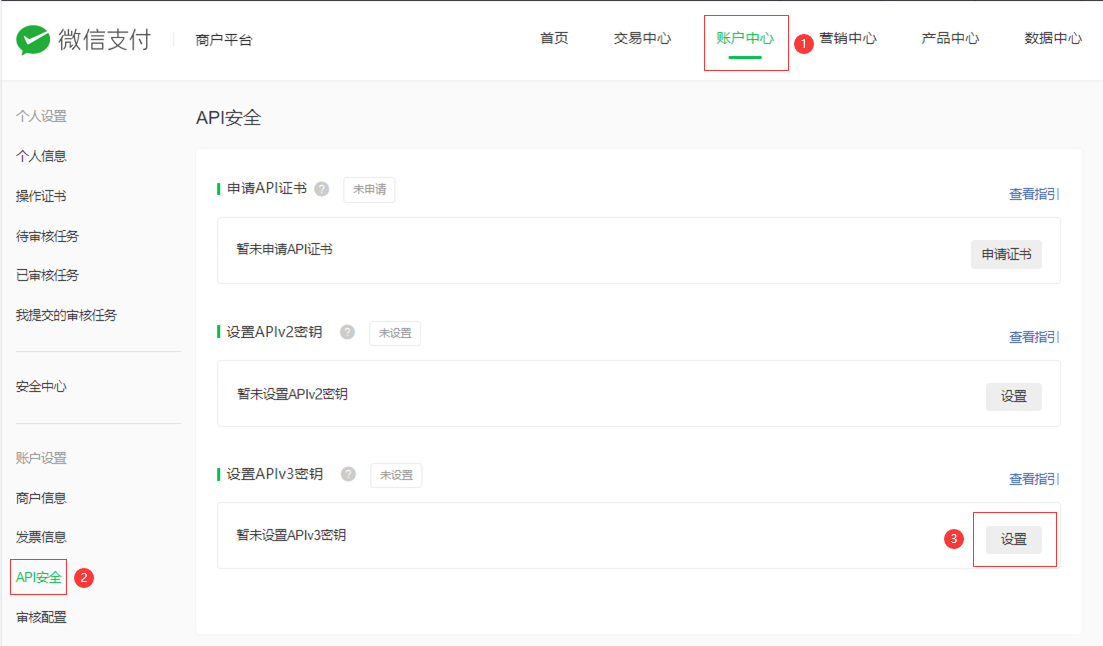 微信支付 商户平台 首页 交易中心 账户中心 1 营销中心 产品中心 数据中心
个人设置
个人信息
操作证书
待审核任务
已审核任务
我提交的审核任务
安全中心
账户设置
商户信息
发票信息
API安全 2
审核配置
API安全
申请API证书 ? 未申请 查看指引
暂未申请API证书 申请证书
设置APIv2密钥 ? 未设置 查看指引
暂未设置APIv2密钥 设置
设置APIv3密钥 ? 未设置 查看指引
暂未设置APIv3密钥 3 设置